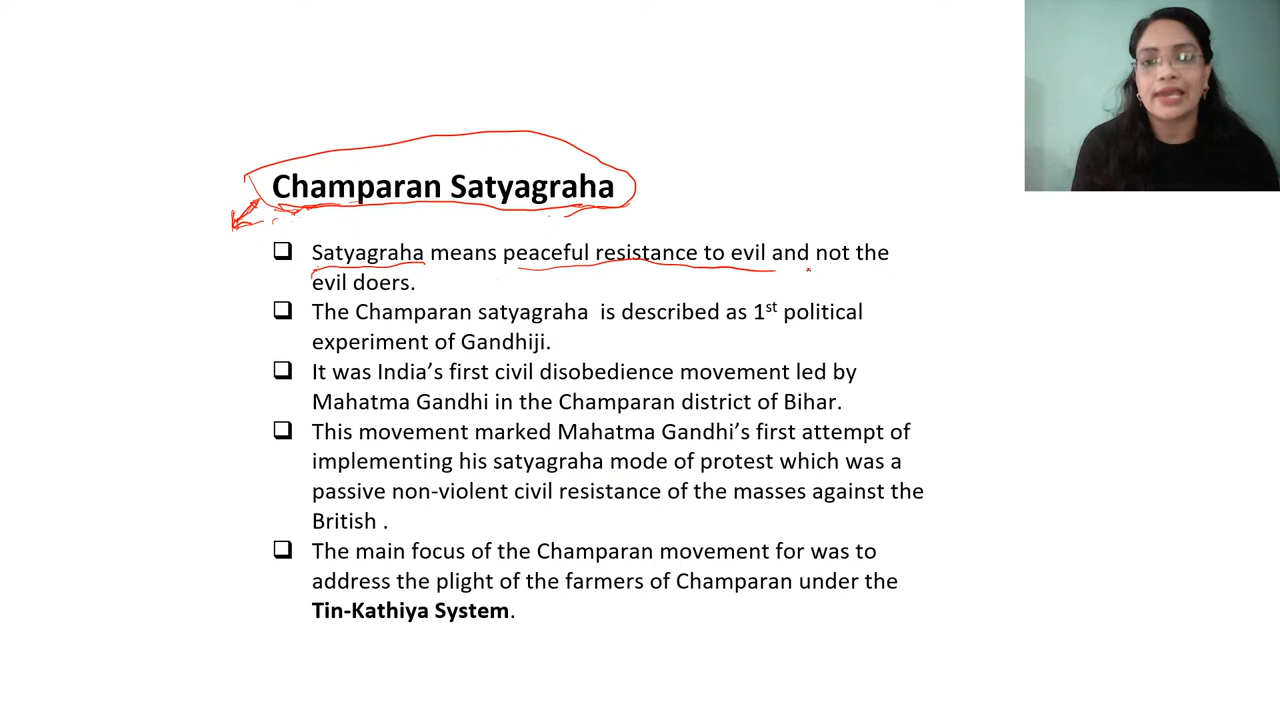 Champaran Satyagraha
❑ Satyagraha means peaceful resistance to evil and not the
evil doers.
❑ The Champaran satyagraha is described as 1st political
experiment of Gandhiji.
❑ It was India’s first civil disobedience movement led by
Mahatma Gandhi in the Champaran district of Bihar.
❑ This movement marked Mahatma Gandhi’s first attempt of
implementing his satyagraha mode of protest which was a
passive non-violent civil resistance of the masses against the
British .
❑ The main focus of the Champaran movement for was to
address the plight of the farmers of Champaran under the
Tin-Kathiya System.